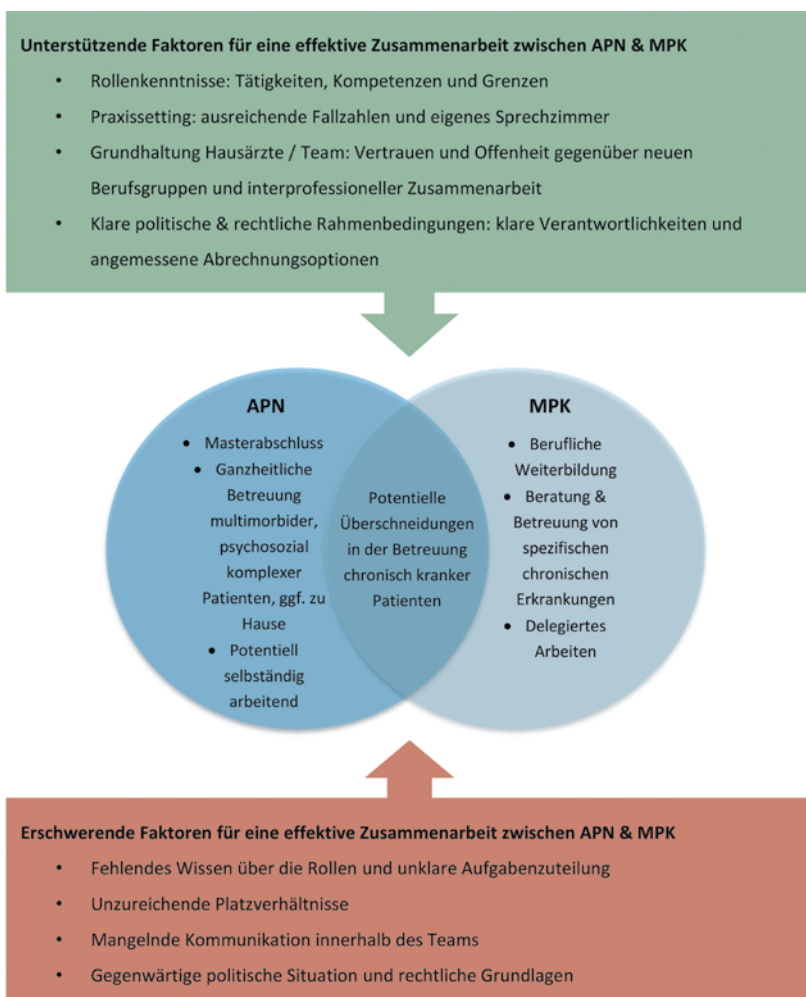 Unterstützende Faktoren für eine effektive Zusammenarbeit zwischen APN & MPK
• Rollenkenntnisse: Tätigkeiten, Kompetenzen und Grenzen
• Praxissetting: ausreichende Fallzahlen und eigenes Sprechzimmer
• Grundhaltung Hausärzte / Team: Vertrauen und Offenheit gegenüber neuen
Berufsgruppen und interprofessioneller Zusammenarbeit
• Klare politische & rechtliche Rahmenbedingungen: klare Verantwortlichkeiten und
angemessene Abrechnungsoptionen
APN
• Masterabschluss
• Ganzheitliche
Betreuung
multimorbider,
psychosozial
komplexer
Patienten, ggf. zu
Hause
• Potentiell
selbständig
arbeitend
Potentielle
Überschneidungen
in der Betreuung
chronisch kranker
Patienten
MPK
• Berufliche
Weiterbildung
• Beratung &
Betreuung von
spezifischen
chronischen
Erkrankungen
• Delegiertes
Arbeiten
Erschwerende Faktoren für eine effektive Zusammenarbeit zwischen APN & MPK
• Fehlendes Wissen über die Rollen und unklare Aufgabenzuteilung
• Unzureichende Platzverhältnisse
• Mangelnde Kommunikation innerhalb des Teams
• Gegenwärtige politische Situation und rechtliche Grundlagen